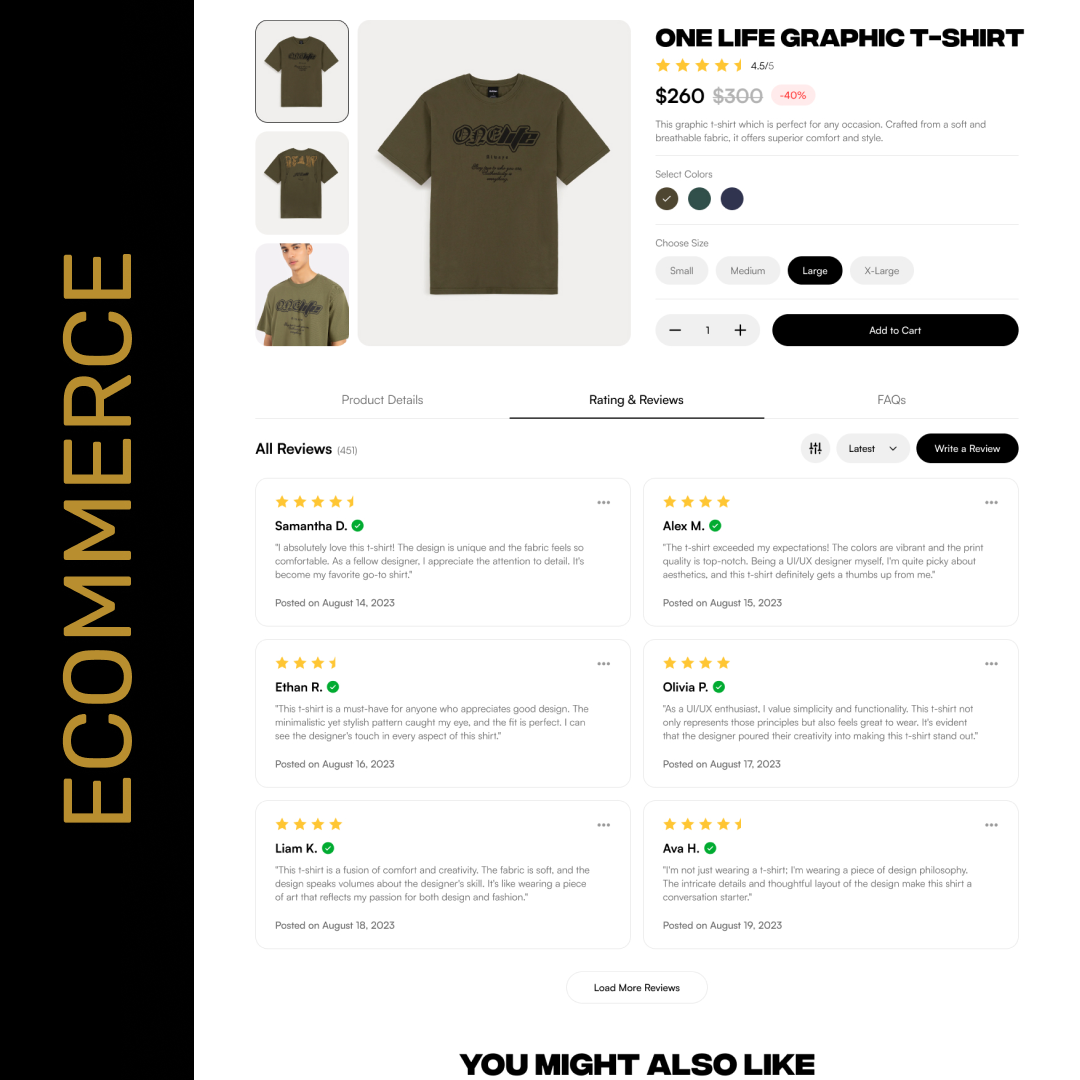 ECOMMERCE
ONE LIFE GRAPHIC T-SHIRT
4.5/5
$260 $300 -40%
This graphic t-shirt which is perfect for any occasion. Crafted from a soft and
breathable fabric, it offers superior comfort and style.
Select Colors
Choose Size
Small Medium Large X-Large
1 Add to Cart
ONE life
Product Details Rating & Reviews FAQs
All Reviews (451) Latest Write a Review
Samantha D.
"I absolutely love this t-shirt! The design is unique and the fabric feels so
comfortable. As a fellow designer, I appreciate the attention to detail. It's
become my favorite go-to shirt."
Posted on August 14, 2023
Alex M.
"The t-shirt exceeded my expectations! The colors are vibrant and the print
quality is top-notch. Being a UI/UX designer myself, I'm quite picky about
aesthetics, and this t-shirt definitely gets a thumbs up from me."
Posted on August 15, 2023
Ethan R.
"This t-shirt is a must-have for anyone who appreciates good design. The
minimalistic yet stylish pattern caught my eye, and the fit is perfect. I can
see the designer's touch in every aspect of this shirt."
Posted on August 16, 2023
Olivia P.
"As a UI/UX enthusiast, I value simplicity and functionality. This t-shirt not
only represents those principles but also feels great to wear. It's evident
that the designer poured their creativity into making this t-shirt stand out."
Posted on August 17, 2023
Liam K.
"This t-shirt is a fusion of comfort and creativity. The fabric is soft, and the
design speaks volumes about the designer's skill. It's like wearing a piece
of art that reflects my passion for both design and fashion."
Posted on August 18, 2023
Ava H.
"I'm not just wearing a t-shirt; I'm wearing a piece of design philosophy.
The intricate details and thoughtful layout of the design make this shirt a
conversation starter."
Posted on August 19, 2023
Load More Reviews
YOU MIGHT ALSO LIKE